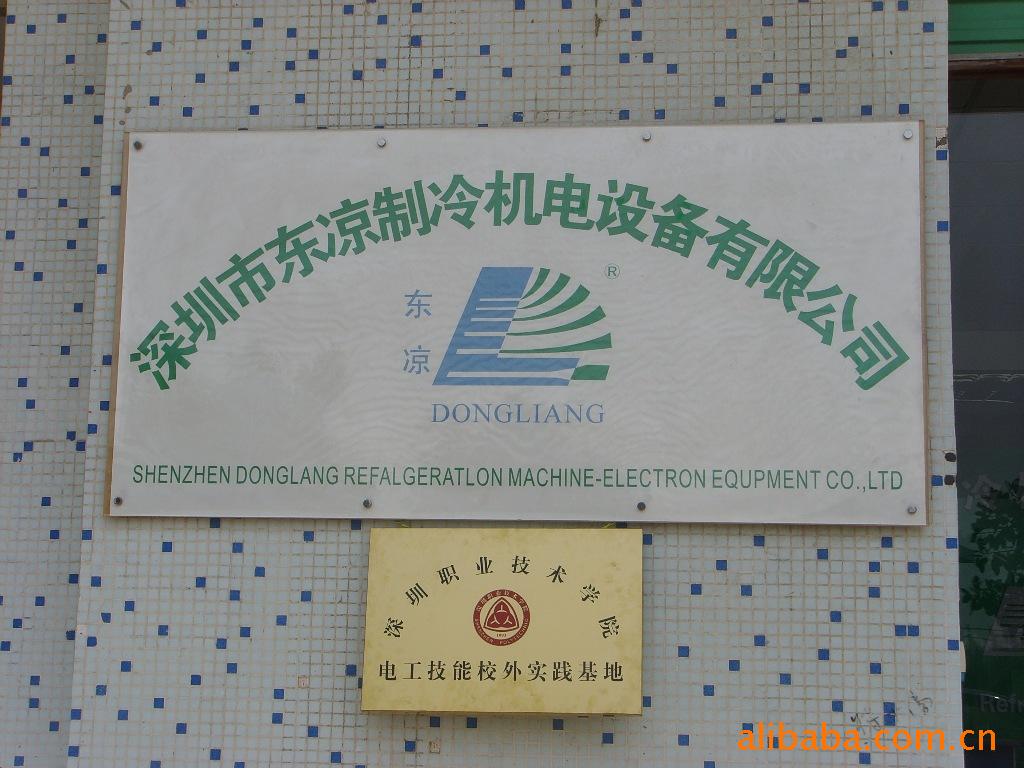 深圳市东凉制冷机电设备有限公司
®
东
凉
DONGLIANG
SHENZHEN DONGLANG REFALGERATLON MACHINE-ELECTRON EQUPMENT CO.,LTD
深圳职业技术学院
电工技能校外实践基地
alibaba.com.cn